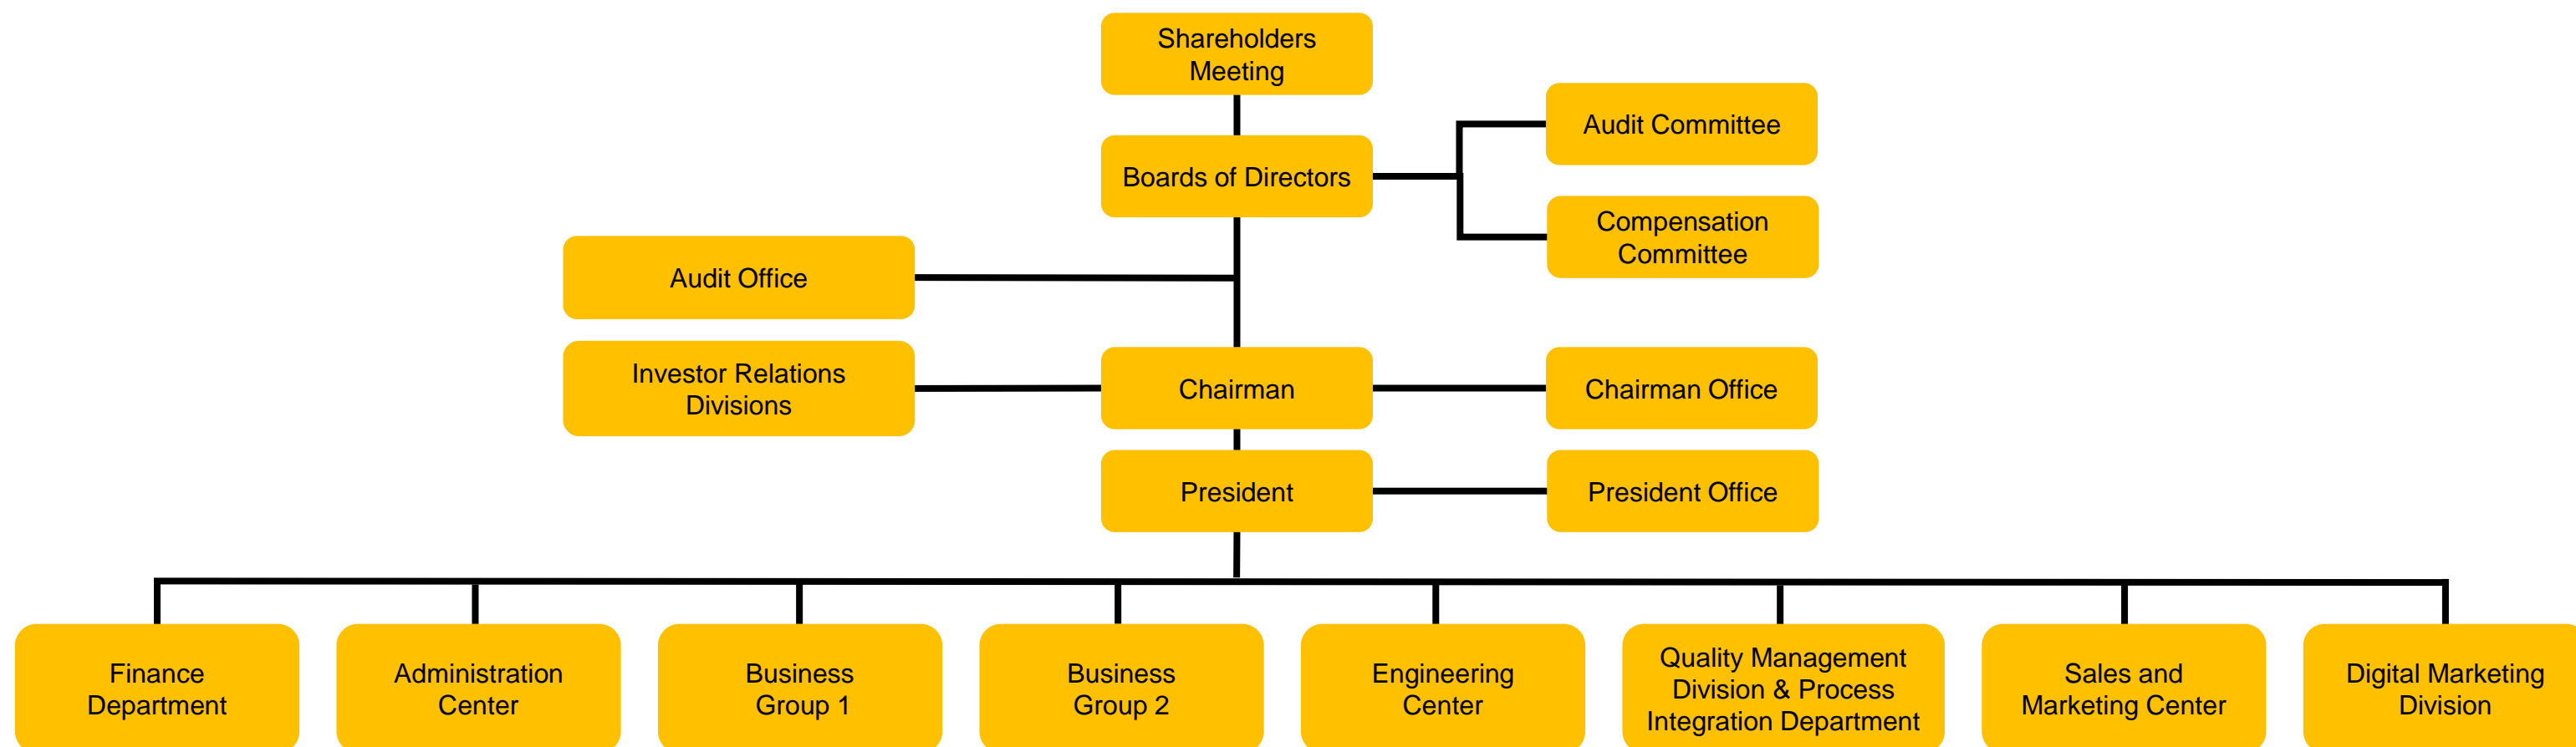 Shareholders
Meeting
Audit Committee
Boards of Directors
Compensation
Committee
Audit Office
Investor Relations
Divisions
Chairman
Chairman Office
President
President Office
Finance
Department
Administration
Center
Business
Group 1
Business
Group 2
Engineering
Center
Quality Management
Division & Process
Integration Department
Sales and
Marketing Center
Digital Marketing
Division